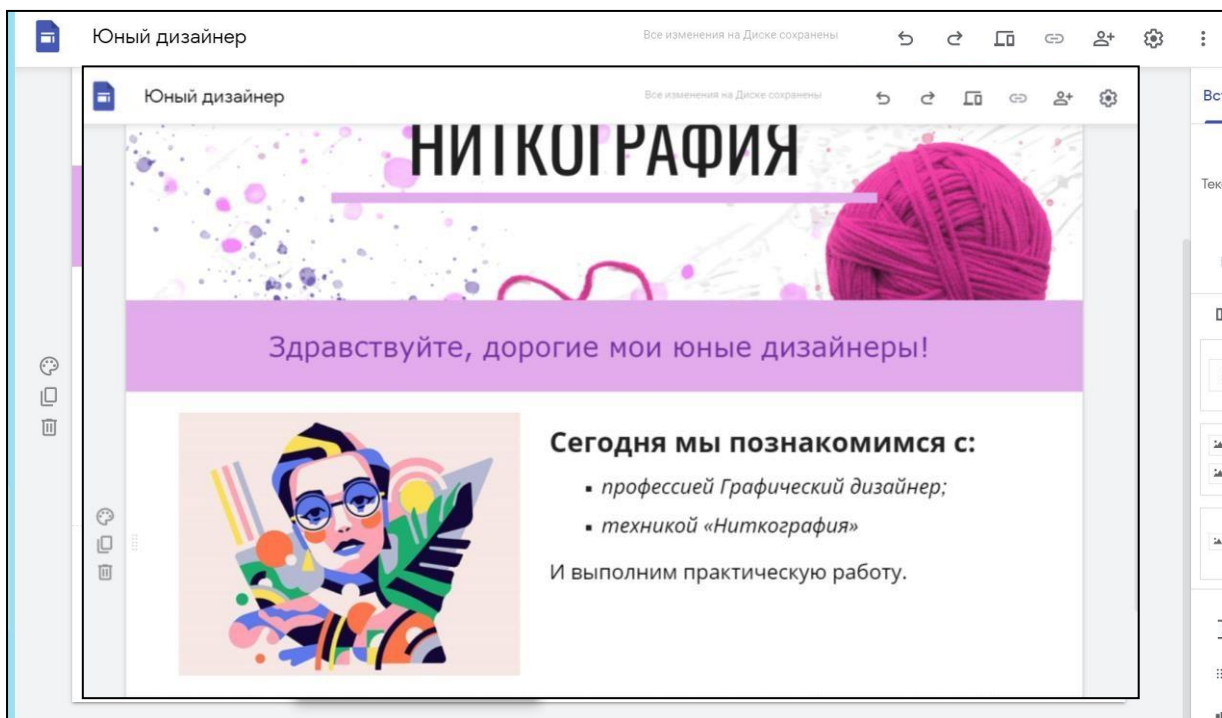 Юный дизайнер
Все изменения на Диске сохранены
Юный дизайнер
Все изменения на Диске сохранены
НИТКОГРАФИЯ
Здравствуйте, дорогие мои юные дизайнеры!
Сегодня мы познакомимся с:
▪ профессией Графический дизайнер;
▪ техникой «Ниткография»
И выполним практическую работу.